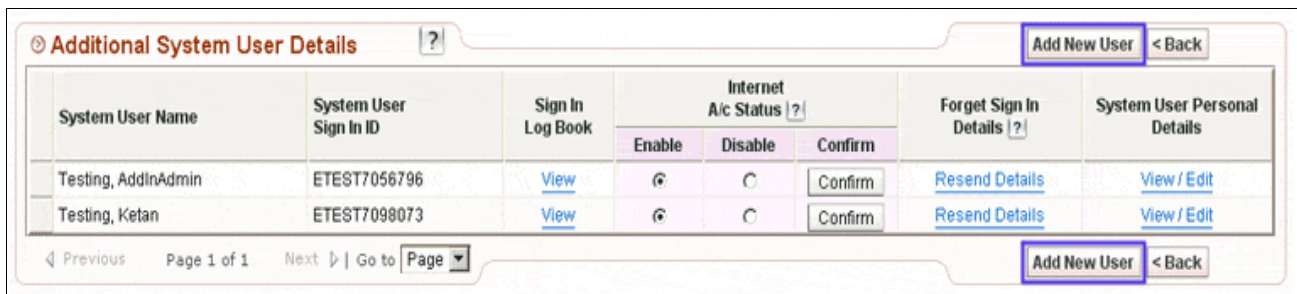 Additional System User Details ? Add New User < Back
System User Name System User Sign In ID Sign In Log Book Internet A/c Status ? Forget Sign In Details ? System User Personal Details
Enable Disable Confirm
Testing, AddInAdmin ETEST7056796 View Confirm Resend Details View / Edit
Testing, Ketan ETEST7098073 View Confirm Resend Details View / Edit
Previous Page 1 of 1 Next | Go to Page Add New User < Back